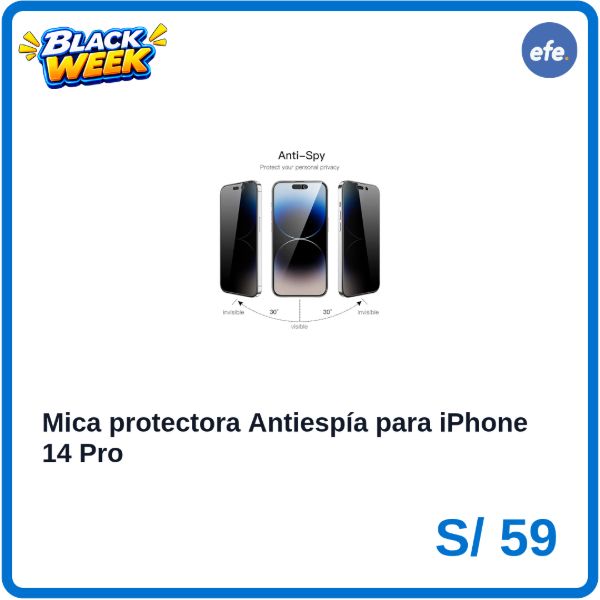 BLACK
WEEK
efe.
Anti-Spy
Protect your personal privacy
invisible
30°
30°
invisible
visible
Mica protectora Antiespía para iPhone
14 Pro
S/ 59